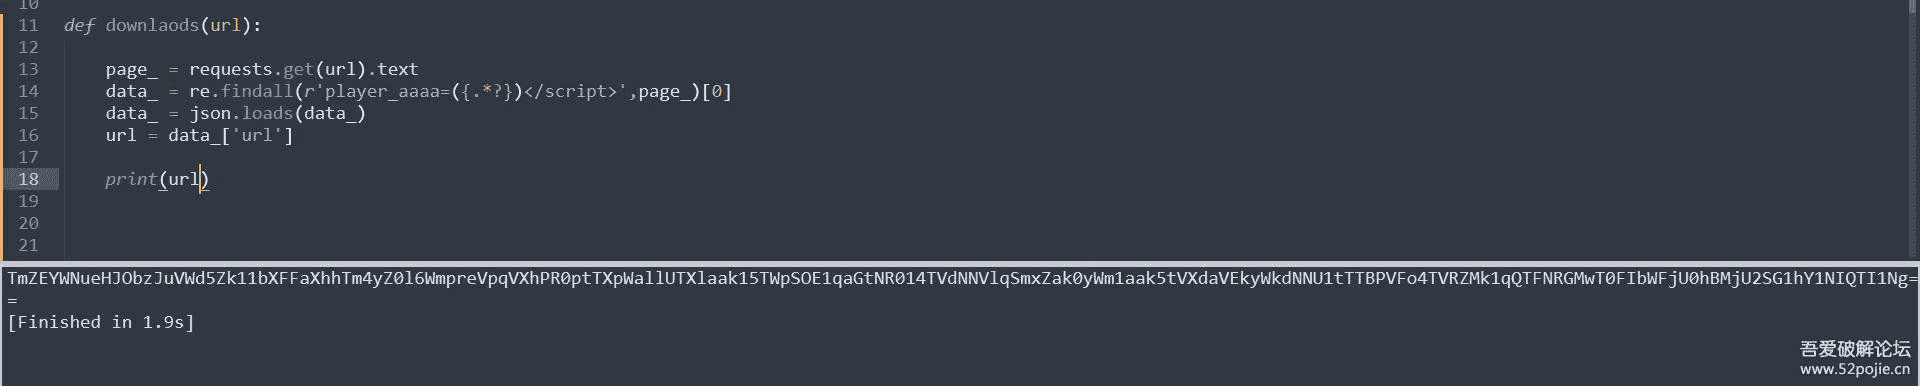 10
11 def downlaods(url):
12
13 page_ = requests.get(url).text
14 data_ = re.findall(r'player_aaaa=({.*?})</script>',page_)[0]
15 data_ = json.loads(data_)
16 url = data_['url']
17
18 print(url)
19
20
21
TmZEYWNueHJObzJuVWd5Zk11bXFFaXhhTm4yZ0l6WmpreVpqVXhPR0ptTXpWallUTXlaak15TWpSOE1qaGtNR014TVdNNVlqSmxZak0yWm1aak5tVXdaVEkyWkdNNU1tTTBPVFo4TVRZMk1qQTFNRGMwT0FIbWFjU0hBMjU2SG1hY1NIQTI1Ng=
=
[Finished in 1.9s]
吾爱破解论坛
www.52pojie.cn